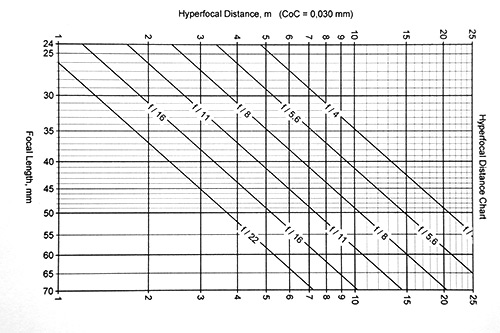 Hyperfocal Distance, m (CoC = 0,030 mm)
1 2 3 4 5 6 7 8 9 10 15 20 25
24
25
30
35
40
45
50
55
60
65
70
Focal Length, mm
Hyperfocal Distance Chart
f/16 f/11 f/8 f/5.6 f/4
f/22 f/16 f/11 f/8 f/5.6 f/
1 2 3 4 5 6 7 8 9 10 15 20 25